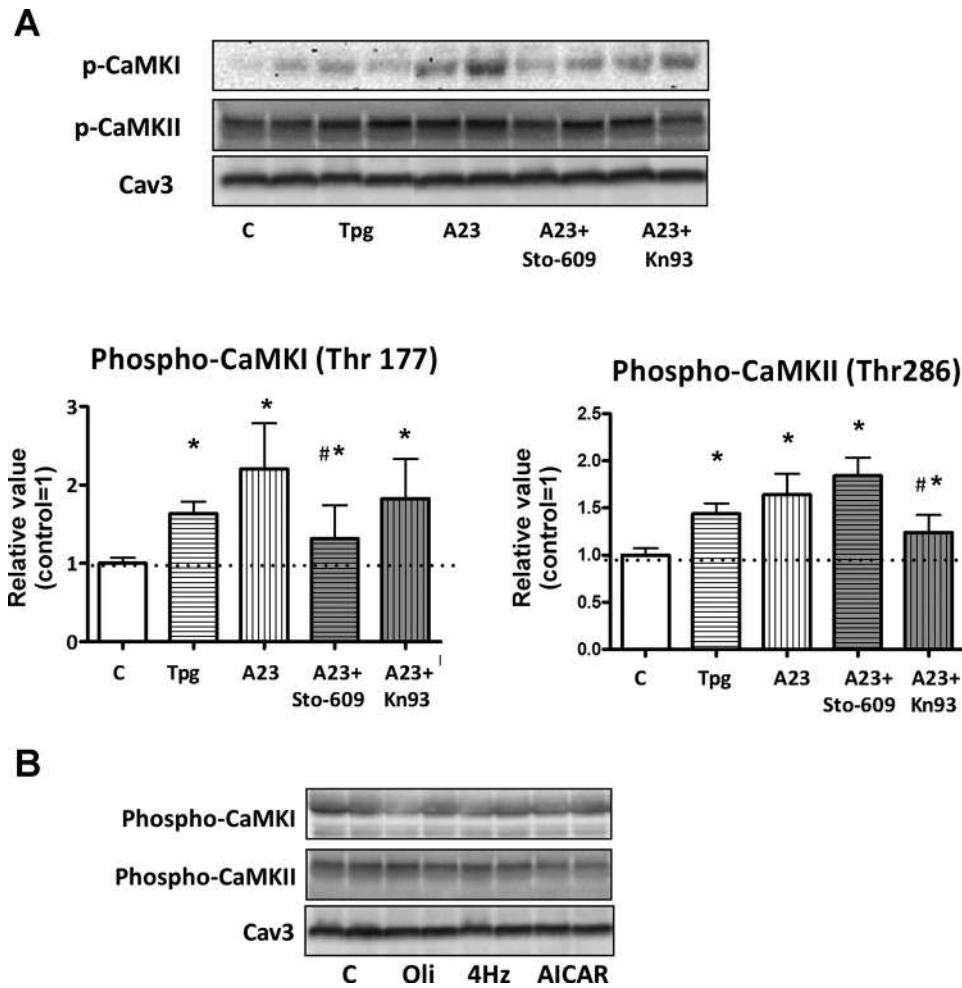 A
p-CaMKI
p-CaMKII
Cav3
C Tpg A23 A23+ A23+
Sto-609 Kn93
Phospho-CaMKI (Thr 177)
Relative value
(control=1)
3
2
1
0
*
*
#*
*
C Tpg A23 A23+ A23+
Sto-609 Kn93
Phospho-CaMKII (Thr286)
Relative value
(control=1)
2.5
2.0
1.5
1.0
0.5
0.0
*
*
*
#*
C Tpg A23 A23+ A23+
Sto-609 Kn93
B
Phospho-CaMKI
Phospho-CaMKII
Cav3
C Oli 4Hz AICAR